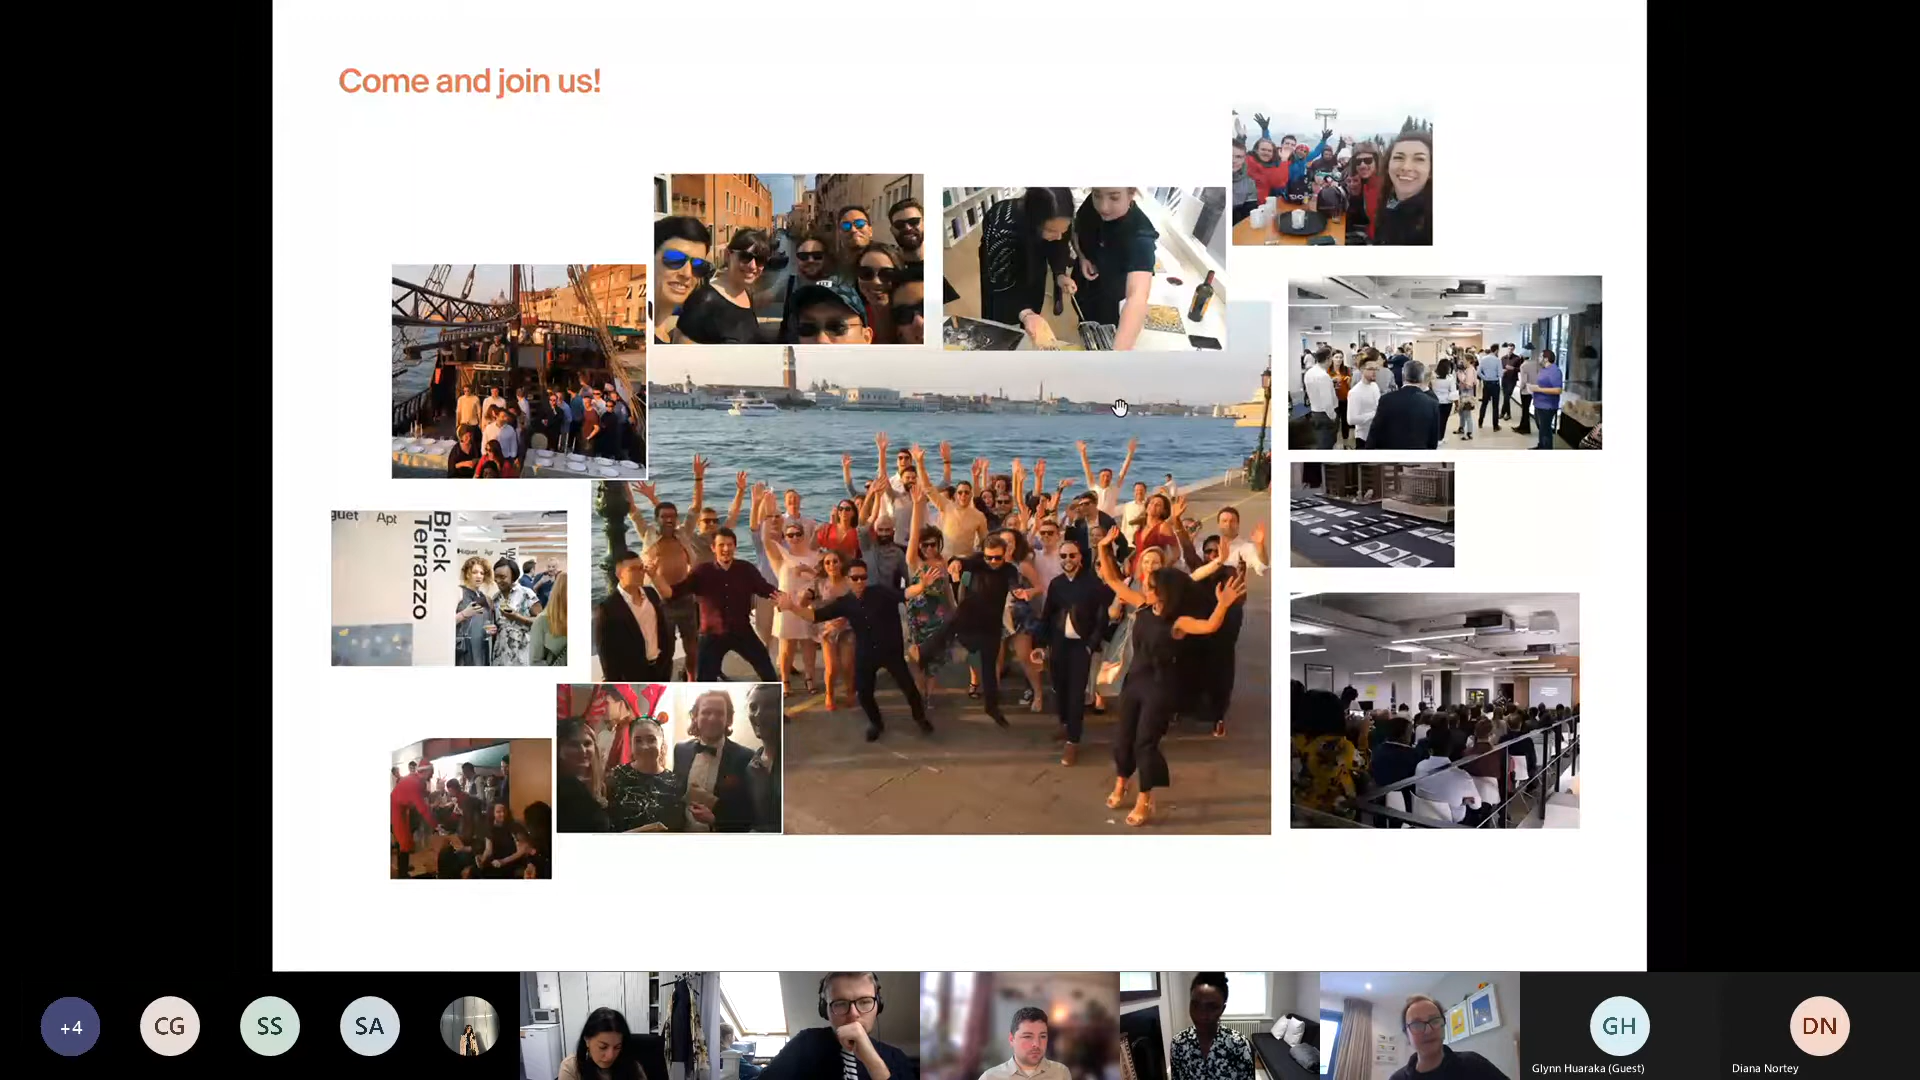 Come and join us!
guet
Apt
Brick
Terrazzo
+4
CG
SS
SA
GH
DN
Glynn Huaraka (Guest)
Diana Nortey